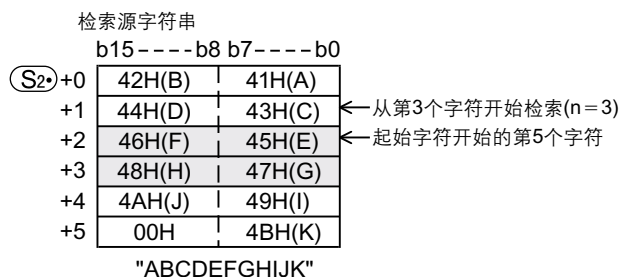 检索源字符串
b15----b8 b7----b0
S2• +0 42H(B) 41H(A)
+1 44H(D) 43H(C) 从第3个字符开始检索(n=3)
+2 46H(F) 45H(E) 起始字符开始的第5个字符
+3 48H(H) 47H(G)
+4 4AH(J) 49H(I)
+5 00H 4BH(K)
"ABCDEFGHIJK"